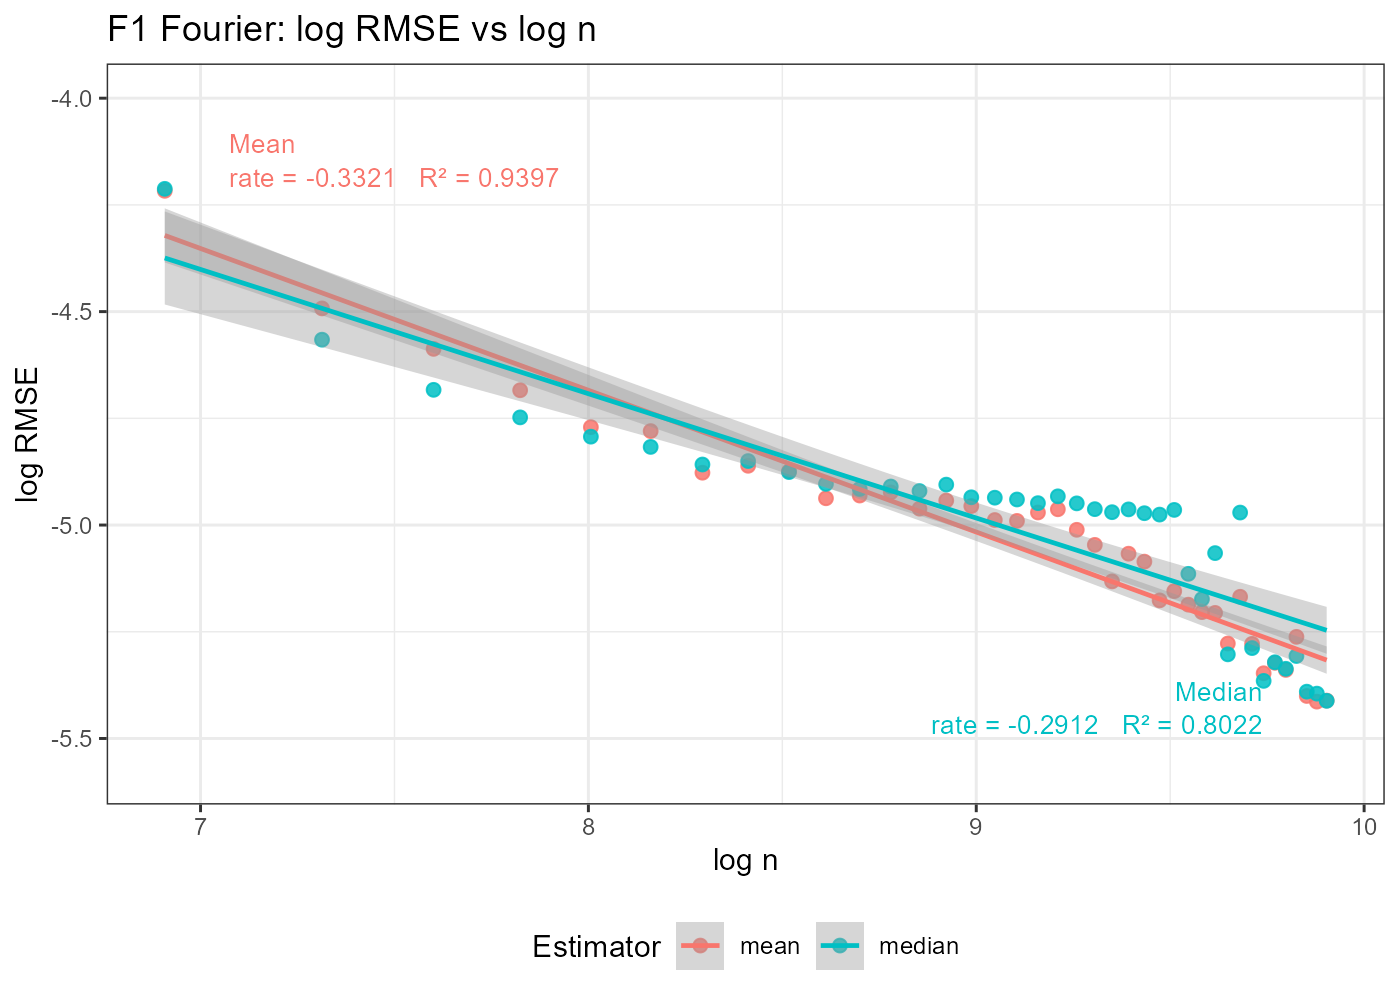 F1 Fourier: log RMSE vs log n
log RMSE
-4.0
-4.5
-5.0
-5.5
Mean
rate = -0.3321 R² = 0.9397
Median
rate = -0.2912 R² = 0.8022
7 8 9 10
log n
Estimator mean median